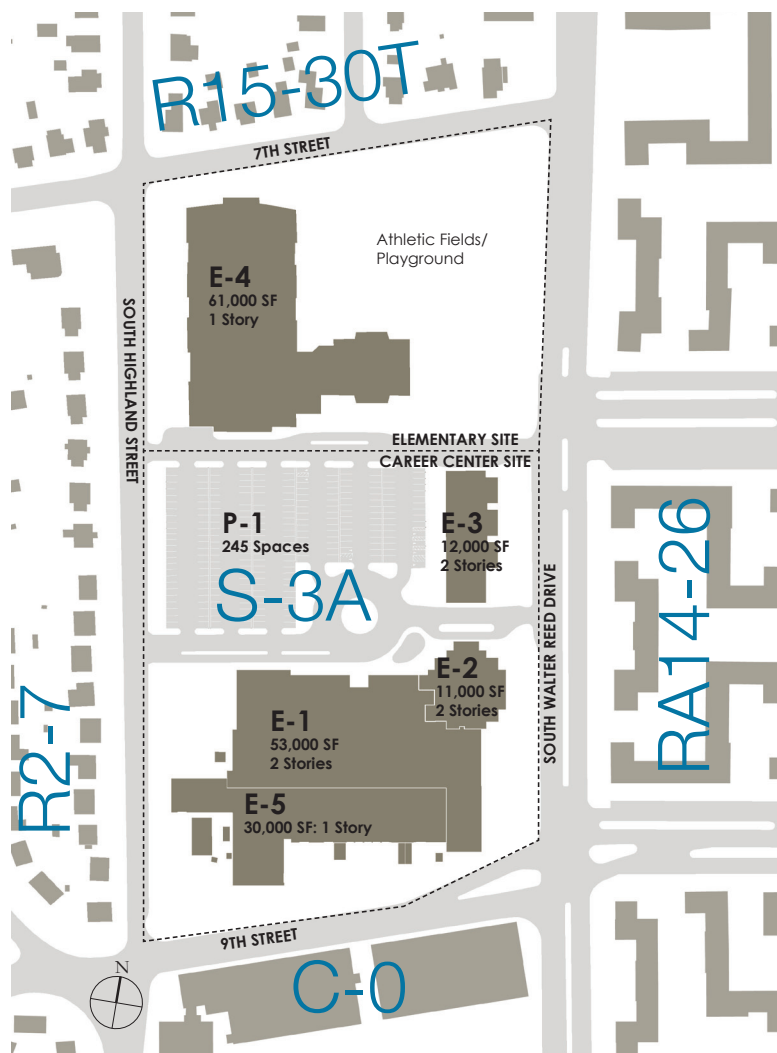 R15-30T
7TH STREET
Athletic Fields/
Playground
E-4
61,000 SF
1 Story
SOUTH HIGHLAND STREET
ELEMENTARY SITE
CAREER CENTER SITE
P-1
245 Spaces
E-3
12,000 SF
2 Stories
S-3A
RA14-26
SOUTH WALTER REED DRIVE
E-2
11,000 SF
2 Stories
R2-7
E-1
53,000 SF
2 Stories
E-5
30,000 SF: 1 Story
9TH STREET
N
C-0